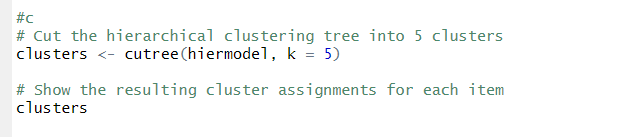 #c
# Cut the hierarchical clustering tree into 5 clusters
clusters <- cutree(hiermodel, k = 5)
# Show the resulting cluster assignments for each item
clusters